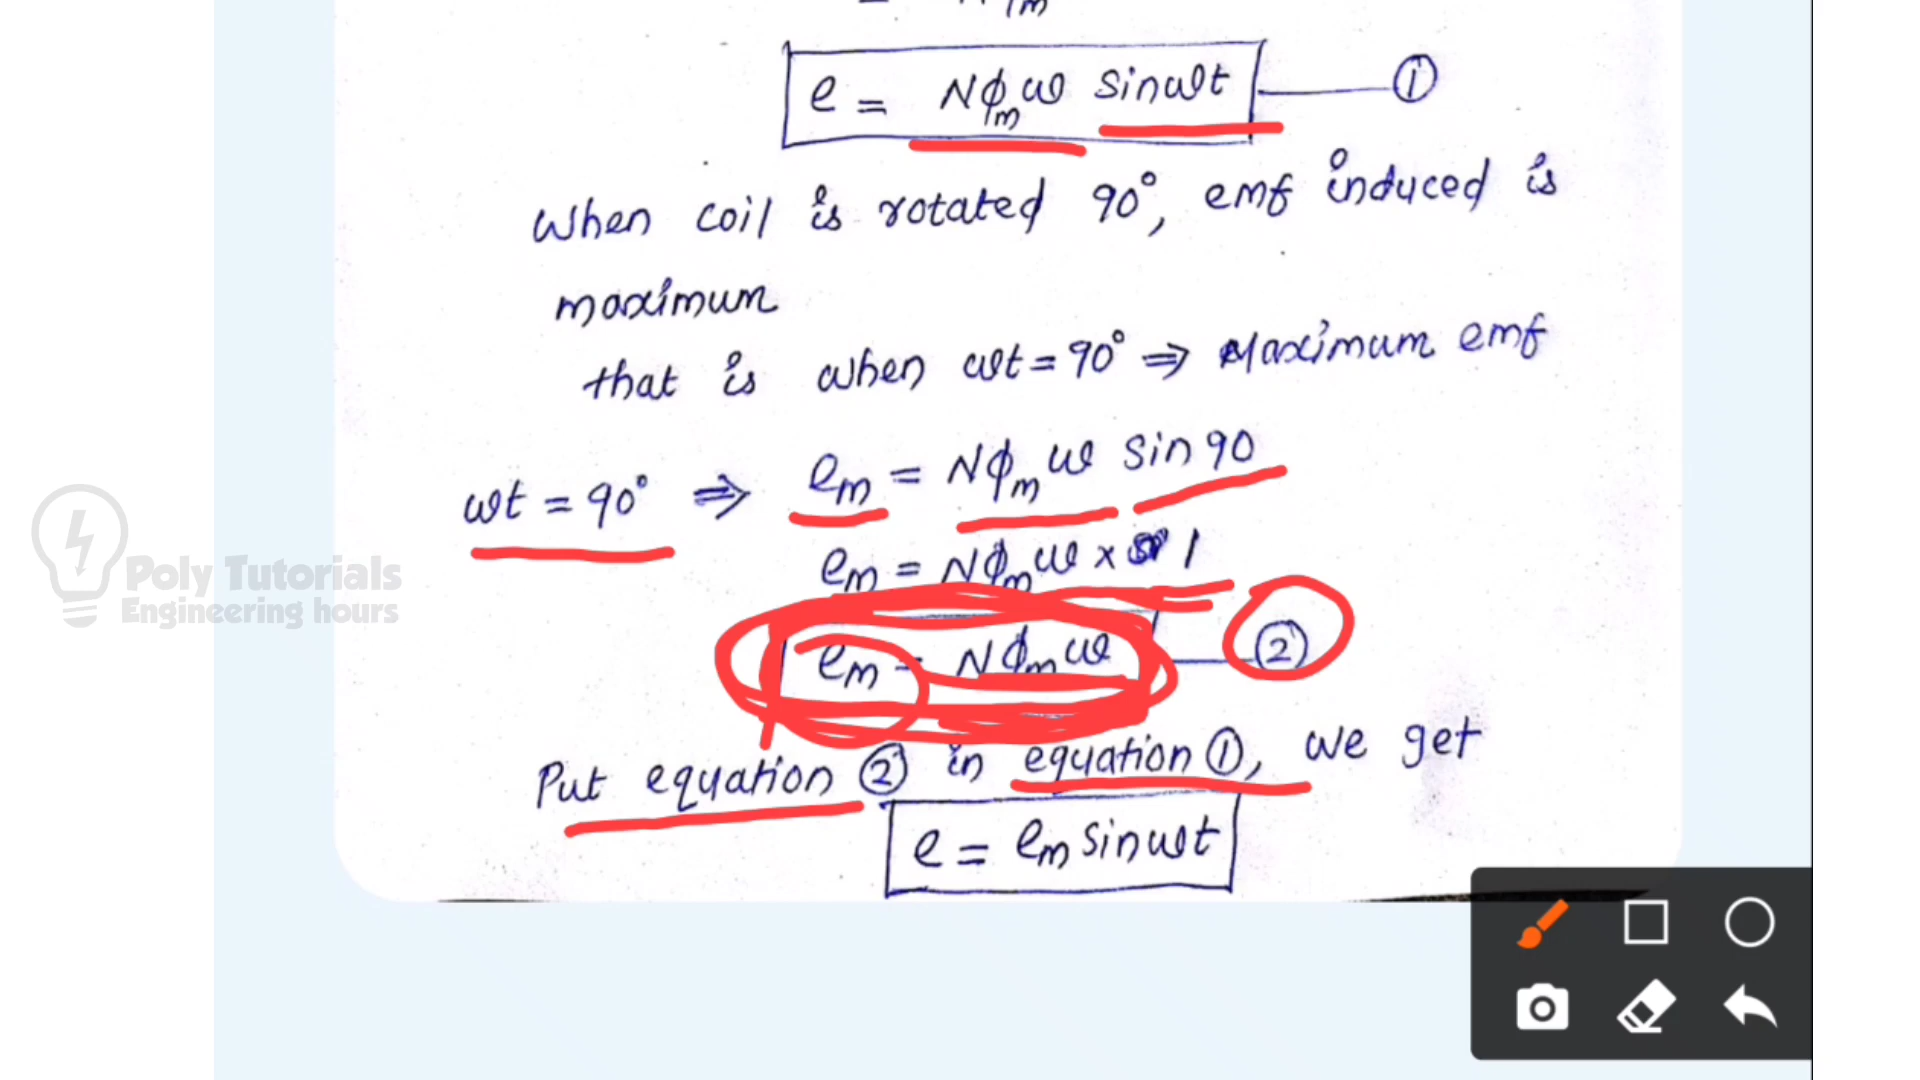 e = Nϕₘω sinωt ——— ①
When coil is rotated 90°, emf induced is
maximum
that is when ωt = 90° ⇒ Maximum emf
ωt = 90° ⇒ eₘ = Nϕₘω sin 90
eₘ = Nϕₘω × 1
eₘ = Nϕₘω ——— ②
Put equation ② in equation ①, we get
e = eₘ sinωt
Poly Tutorials
Engineering hours